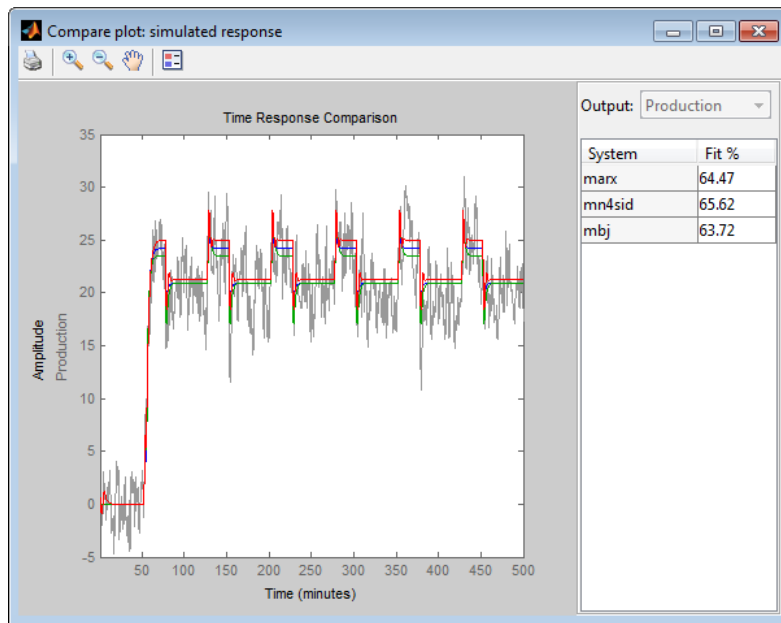 Compare plot: simulated response
Time Response Comparison
Amplitude
Production
35
30
25
20
15
10
5
0
-5
50 100 150 200 250 300 350 400 450 500
Time (minutes)
Output: Production
System Fit %
marx 64.47
mn4sid 65.62
mbj 63.72